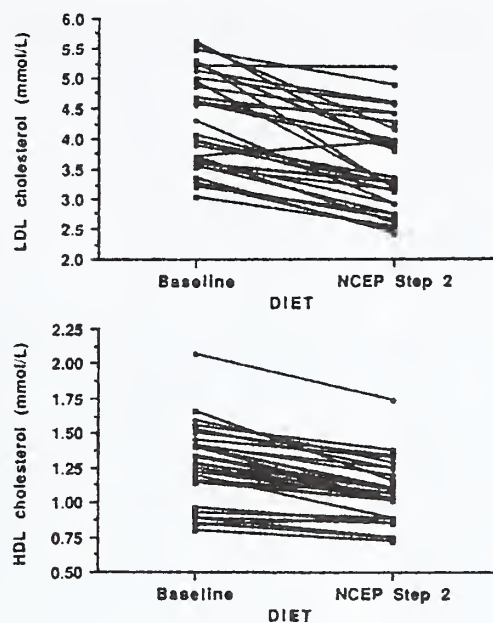 LDL cholesterol (mmol/L)
6.0
5.5
5.0
4.5
4.0
3.5
3.0
2.5
2.0
Baseline NCEP Step 2
DIET
HDL cholesterol (mmol/L)
2.25
2.00
1.75
1.50
1.25
1.00
0.75
0.50
Baseline NCEP Step 2
DIET